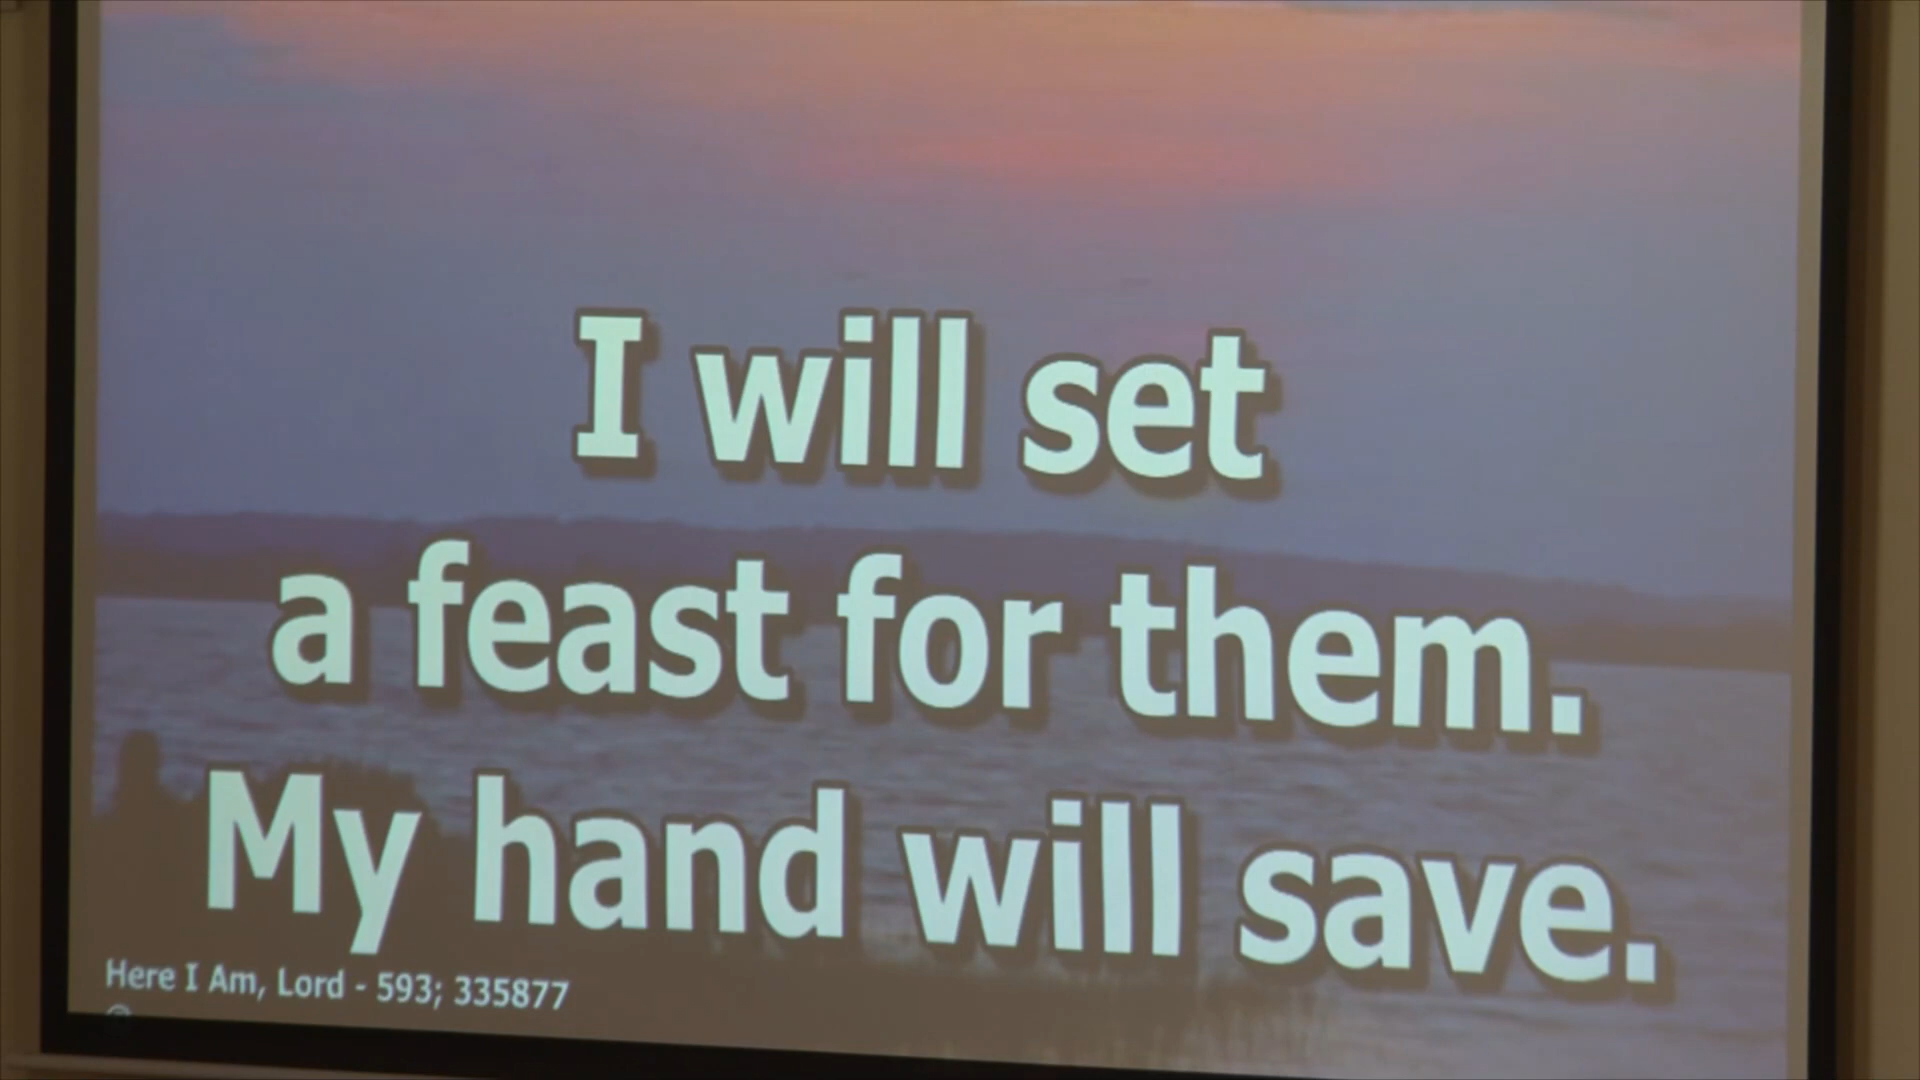 I will set
a feast for them.
My hand will save.
Here I Am, Lord - 593; 335877
©